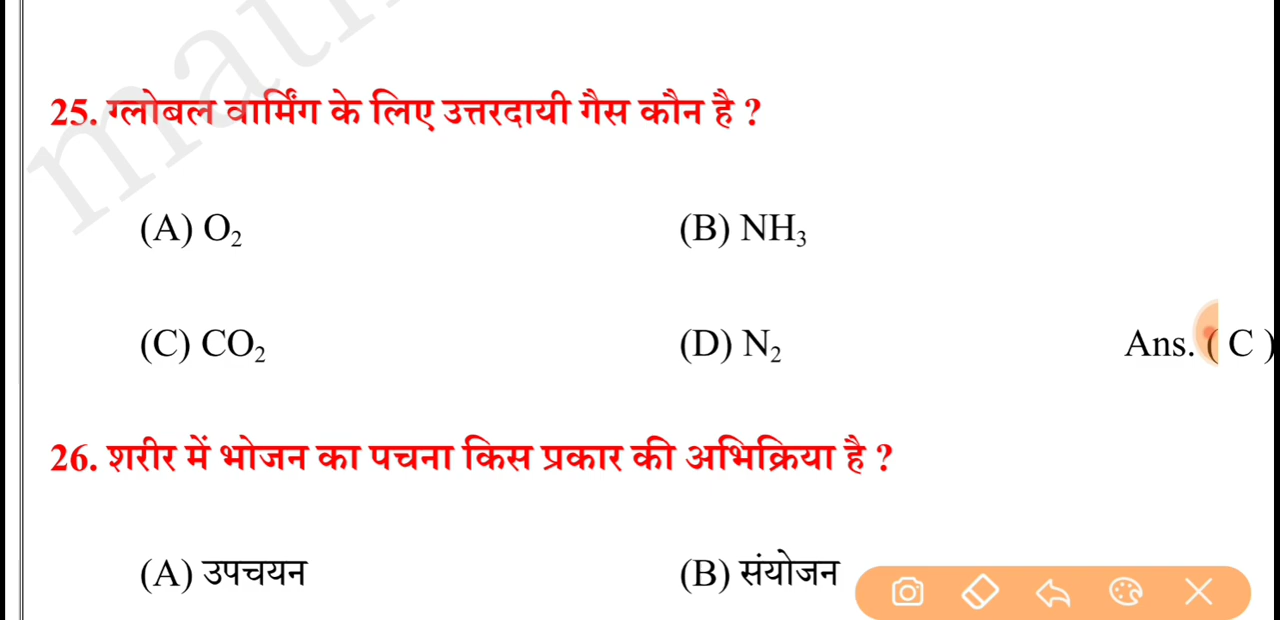 25. ग्लोबल वार्मिंग के लिए उत्तरदायी गैस कौन है ?
(A) O₂ (B) NH₃
(C) CO₂ (D) N₂ Ans. ( C )
26. शरीर में भोजन का पचना किस प्रकार की अभिक्रिया है ?
(A) उपचयन (B) संयोजन